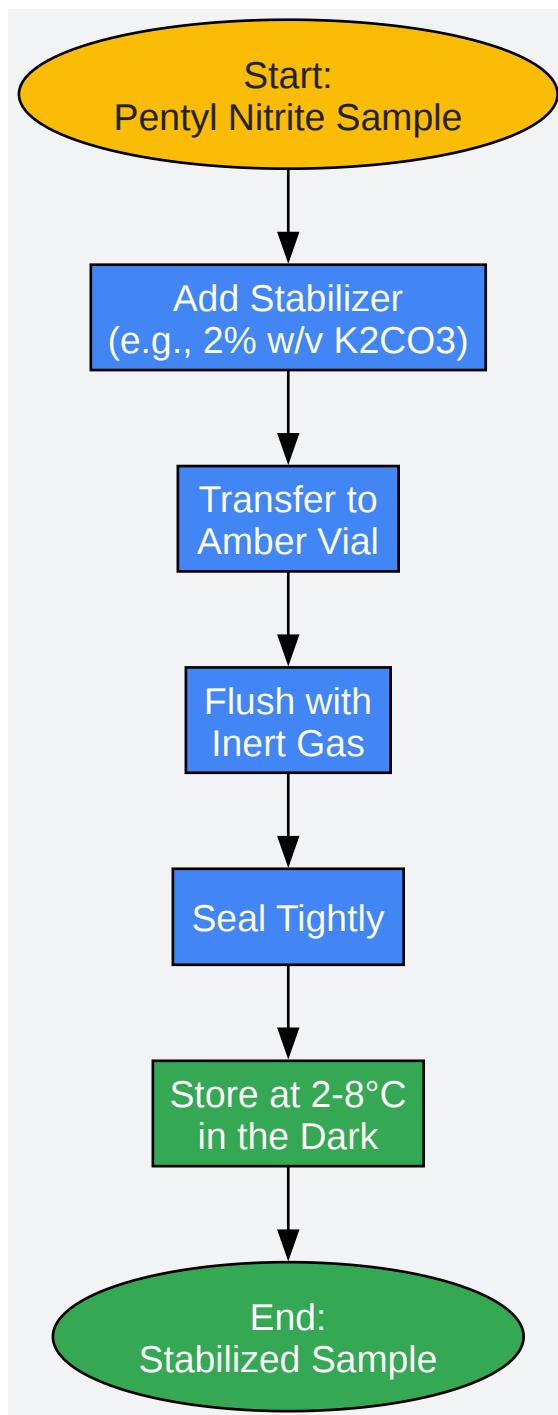 Start:
Pentyl Nitrite Sample
Add Stabilizer
(e.g., 2% w/v K2CO3)
Transfer to
Amber Vial
Flush with
Inert Gas
Seal Tightly
Store at 2-8°C
in the Dark
End:
Stabilized Sample